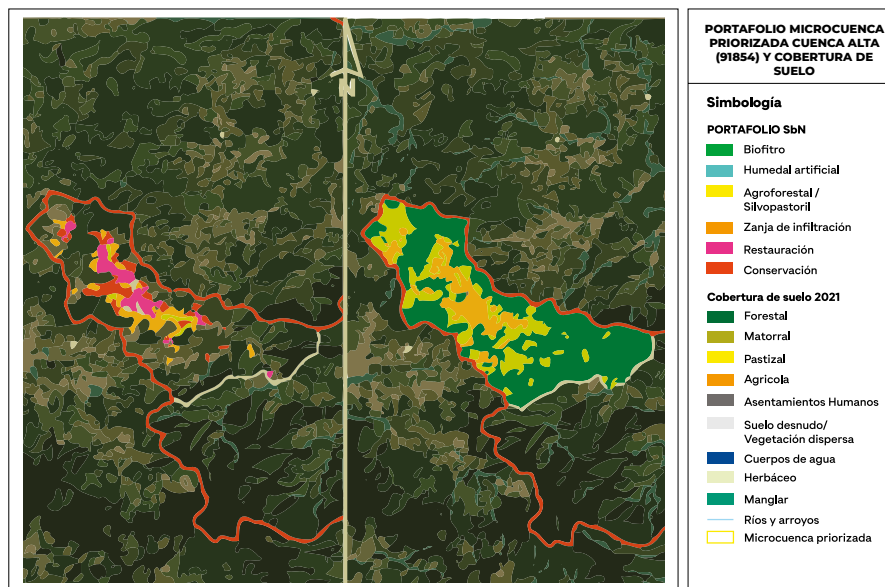 N
PORTAFOLIO MICROCUENCA
PRIORIZADA CUENCA ALTA
(91854) Y COBERTURA DE
SUELO
Simbología
PORTAFOLIO SbN
Biofitro
Humedal artificial
Agroforestal /
Silvopastoril
Zanja de infiltración
Restauración
Conservación
Cobertura de suelo 2021
Forestal
Matorral
Pastizal
Agricola
Asentamientos Humanos
Suelo desnudo/
Vegetación dispersa
Cuerpos de agua
Herbáceo
Manglar
Ríos y arroyos
Microcuenca priorizada